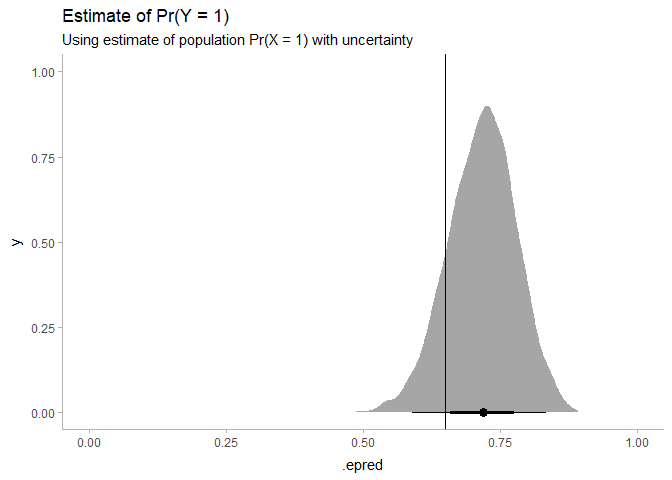 Estimate of Pr(Y = 1)
Using estimate of population Pr(X = 1) with uncertainty
1.00
0.75
0.50
0.25
0.00
y
0.00 0.25 0.50 0.75 1.00
.epred